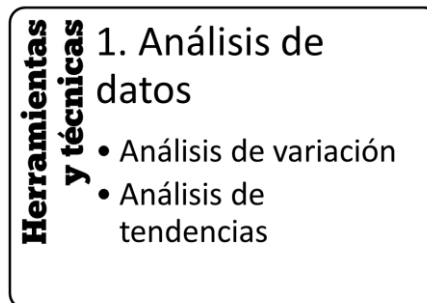 Herramientas
y técnicas
1. Análisis de
datos
• Análisis de variación
• Análisis de
tendencias